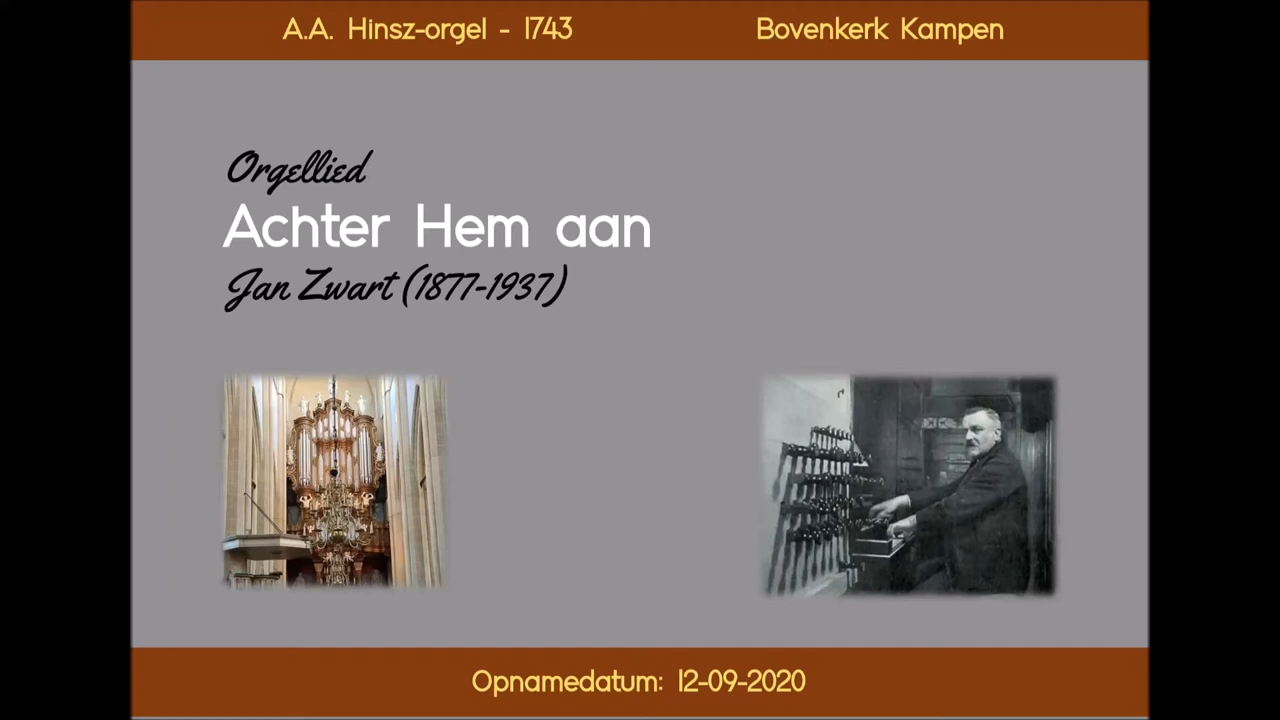 A.A. Hinsz-orgel - 1743
Bovenkerk Kampen
Orgellied
Achter Hem aan
Jan Zwart (1877-1937)
Opnamedatum: 12-09-2020